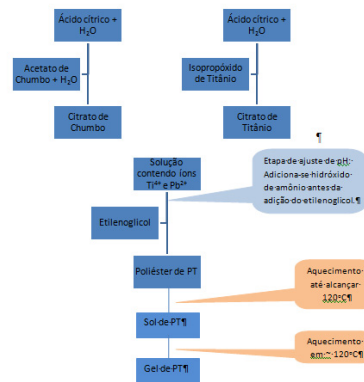 Ácido cítrico +
H₂O
Acetato de
Chumbo + H₂O
Citrato de
Chumbo
Ácido cítrico +
H₂O
Isopropóxido de
Titânio
Citrato de
Titânio
¶
Solução
contendo íons
Ti⁴⁺ e Pb²⁺
Etapa·de·ajuste·de·pH:·
Adiciona-se·hidróxido·
de·amônio·antes·da·
adição·do·etilenoglicol.¶
Etilenoglicol
Poliéster de PT
Aquecimento·
até·alcançar·
120ºC¶
Sol·de·PT¶
Aquecimento·
em·~·120ºC¶
Gel·de·PT¶